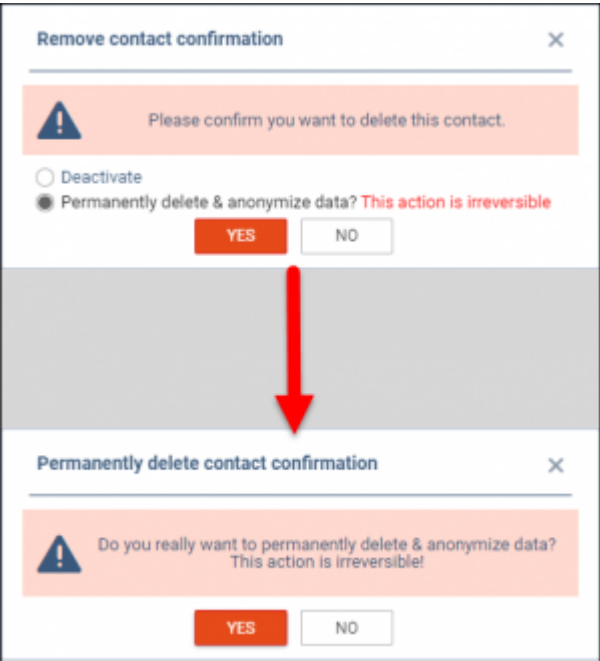 Remove contact confirmation
Please confirm you want to delete this contact.
Deactivate
Permanently delete & anonymize data? This action is irreversible
YES NO
Permanently delete contact confirmation
Do you really want to permanently delete & anonymize data?
This action is irreversible!
YES NO